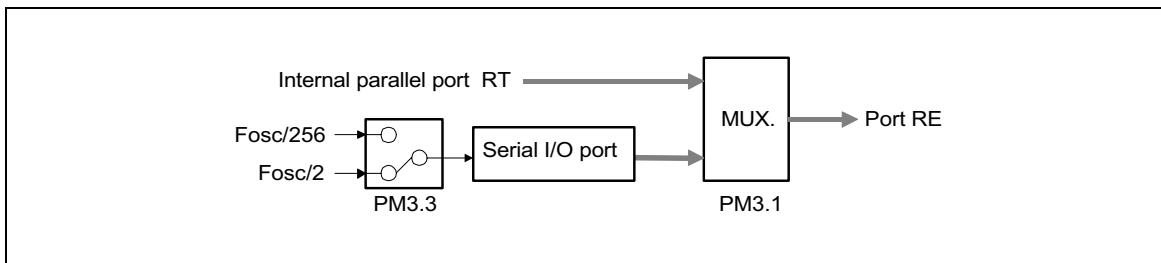 Internal parallel port RT
Fosc/256
Fosc/2
PM3.3
Serial I/O port
MUX.
PM3.1
Port RE